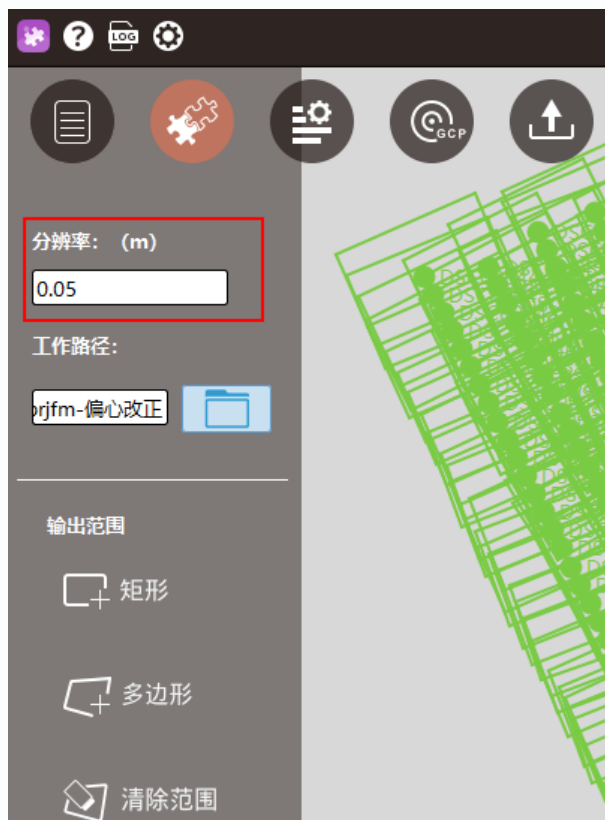 ?
LOG
GCP
分辨率：（m）
0.05
工作路径：
orjfm-偏心改正
输出范围
矩形
多边形
清除范围